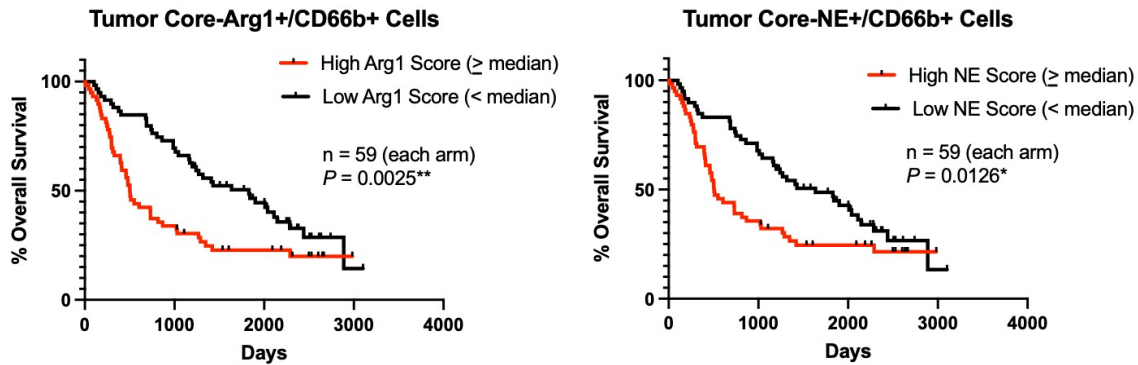 Tumor Core-Arg1+/CD66b+ Cells
High Arg1 Score (≥ median)
Low Arg1 Score (< median)
n = 59 (each arm)
P = 0.0025**
% Overall Survival
100
50
0
0 1000 2000 3000 4000
Days
Tumor Core-NE+/CD66b+ Cells
High NE Score (≥ median)
Low NE Score (< median)
n = 59 (each arm)
P = 0.0126*
% Overall Survival
100
50
0
0 1000 2000 3000 4000
Days